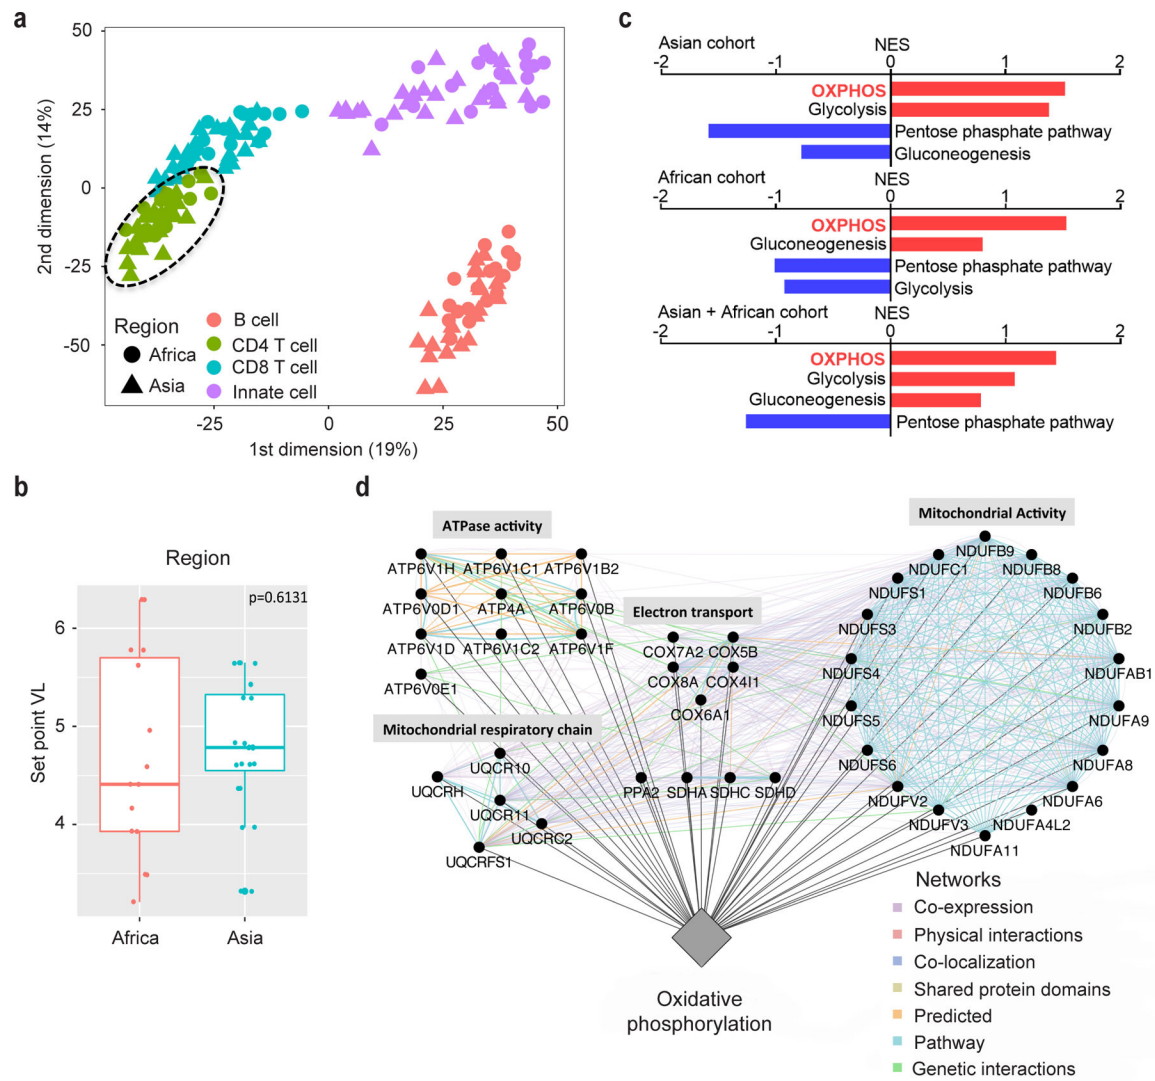 a
50
25
0
-25
-50
2nd dimension (14%)
-25
0
25
50
1st dimension (19%)
Region
Africa
Asia
B cell
CD4 T cell
CD8 T cell
Innate cell
c
Asian cohort
NES
-2
-1
0
1
2
OXPHOS
Glycolysis
Pentose phasphate pathway
Gluconeogenesis
African cohort
NES
-2
-1
0
1
2
OXPHOS
Gluconeogenesis
Pentose phasphate pathway
Glycolysis
Asian + African cohort
NES
-2
-1
0
1
2
OXPHOS
Glycolysis
Gluconeogenesis
Pentose phasphate pathway
b
Region
p=0.6131
Set point VL
6
5
4
Africa
Asia
d
ATPase activity
ATP6V1H
ATP6V1C1
ATP6V1B2
ATP6V0D1
ATP4A
ATP6V0B
ATP6V1D
ATP6V1C2
ATP6V1F
ATP6V0E1
Electron transport
COX7A2
COX5B
COX8A
COX4I1
COX6A1
Mitochondrial respiratory chain
UQCR10
UQCRH
UQCR11
UQCRC2
UQCRFS1
PPA2
SDHA
SDHC
SDHD
Mitochondrial Activity
NDUFB9
NDUFC1
NDUFB8
NDUFS1
NDUFB6
NDUFS3
NDUFB2
NDUFS4
NDUFAB1
NDUFS5
NDUFA9
NDUFS6
NDUFA8
NDUFV2
NDUFA6
NDUFV3
NDUFA4L2
NDUFA11
Oxidative
phosphorylation
Networks
Co-expression
Physical interactions
Co-localization
Shared protein domains
Predicted
Pathway
Genetic interactions